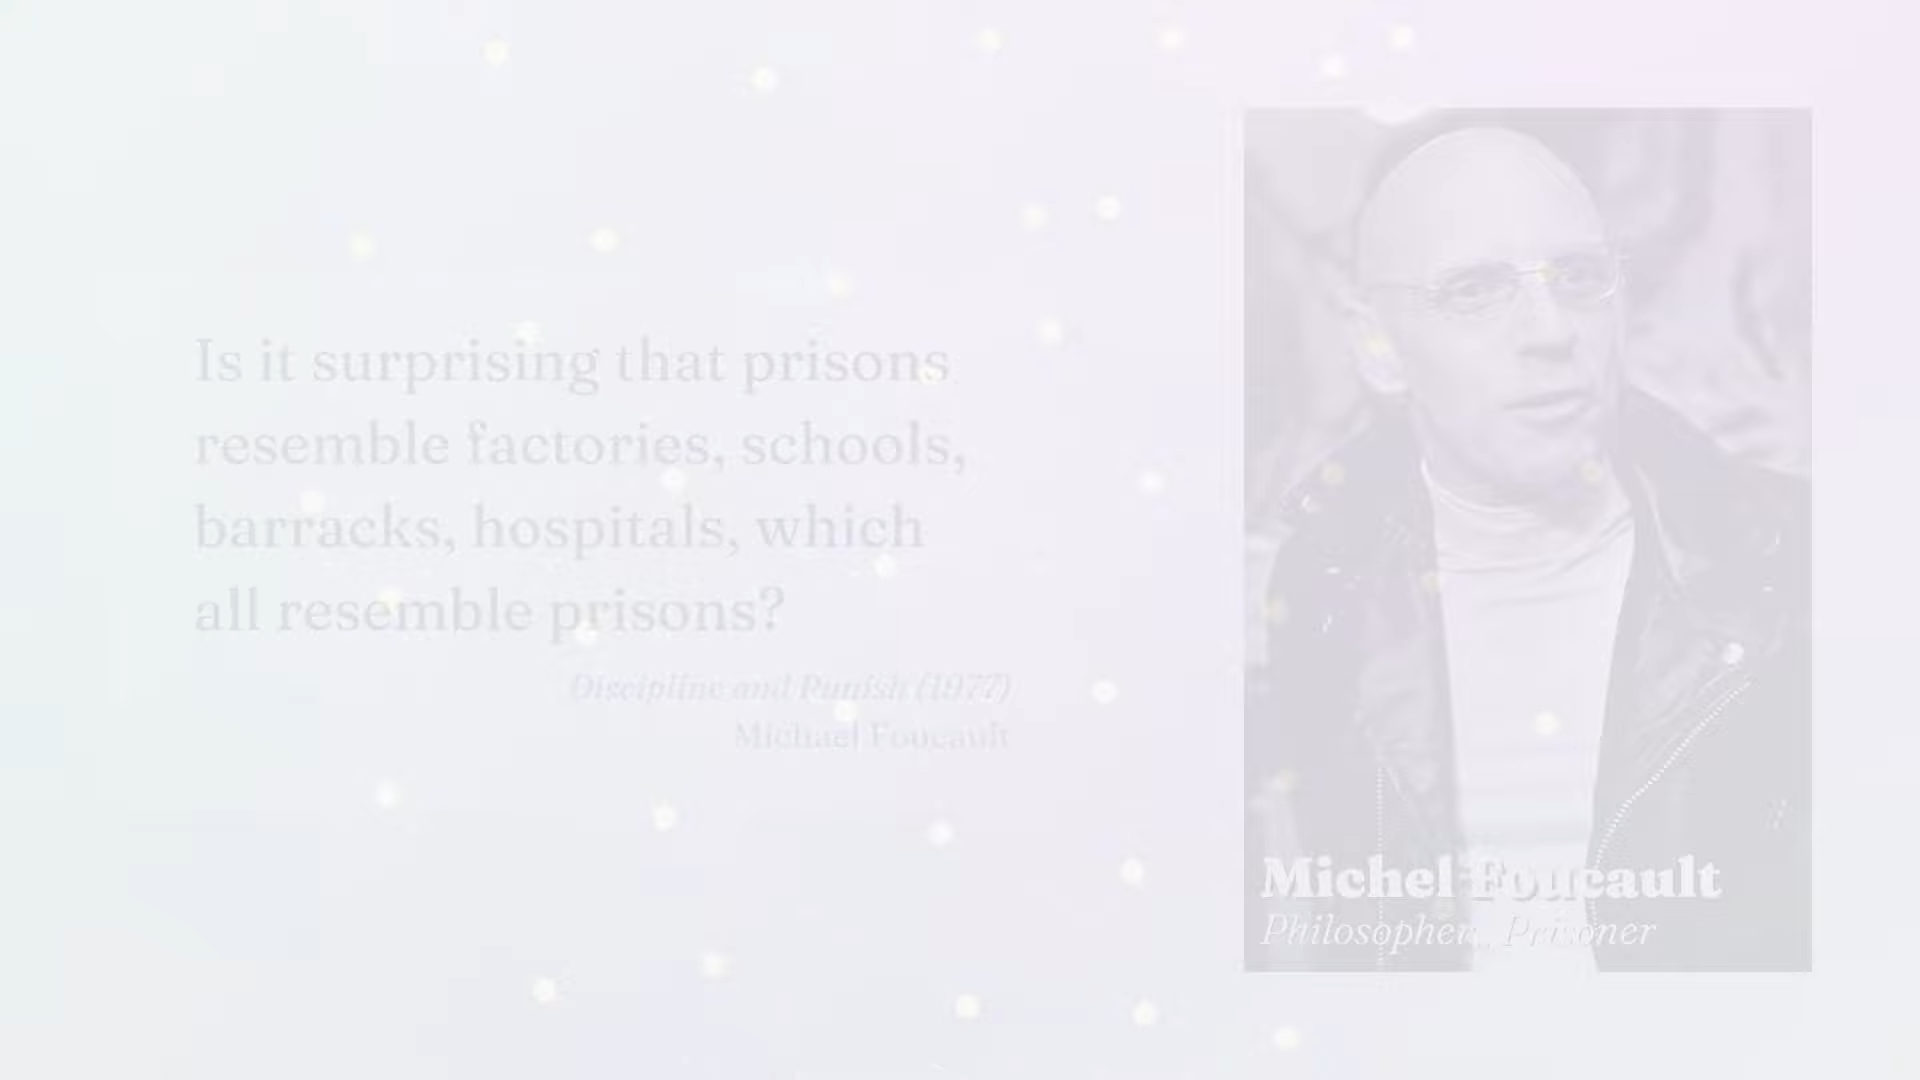 Is it surprising that prisons
resemble factories, schools,
barracks, hospitals, which
all resemble prisons?
Discipline and Punish (1977)
Michael Foucault
Michel Foucault
Philosopher, Prisoner